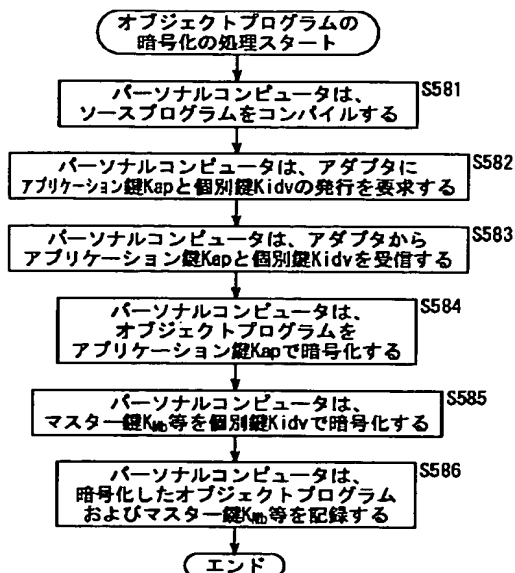 オブジェクトプログラムの
暗号化の処理スタート
S581
パーソナルコンピュータは、
ソースプログラムをコンパイルする
S582
パーソナルコンピュータは、アダプタに
アプリケーション鍵Kapと個別鍵Kidvの発行を要求する
S583
パーソナルコンピュータは、アダプタから
アプリケーション鍵Kapと個別鍵Kidvを受信する
S584
パーソナルコンピュータは、
オブジェクトプログラムを
アプリケーション鍵Kapで暗号化する
S585
パーソナルコンピュータは、
マスター鍵KMb等を個別鍵Kidvで暗号化する
S586
パーソナルコンピュータは、
暗号化したオブジェクトプログラム
およびマスター鍵KMb等を記録する
エンド